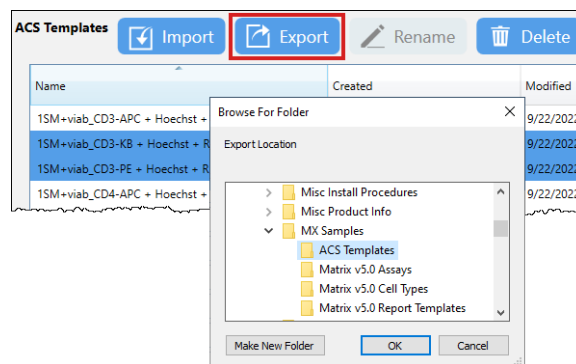 ACS Templates Import Export Rename Delete
Name Created Modified
1SM+viab_CD3-APC + Hoechst + 9/22/2022
1SM+viab_CD3-KB + Hoechst + R 9/22/2022
1SM+viab_CD3-PE + Hoechst + R 9/22/2022
1SM+viab_CD4-APC + Hoechst + 9/22/2022
Browse For Folder
Export Location
Misc Install Procedures
Misc Product Info
MX Samples
ACS Templates
Matrix v5.0 Assays
Matrix v5.0 Cell Types
Matrix v5.0 Report Templates
Make New Folder OK Cancel